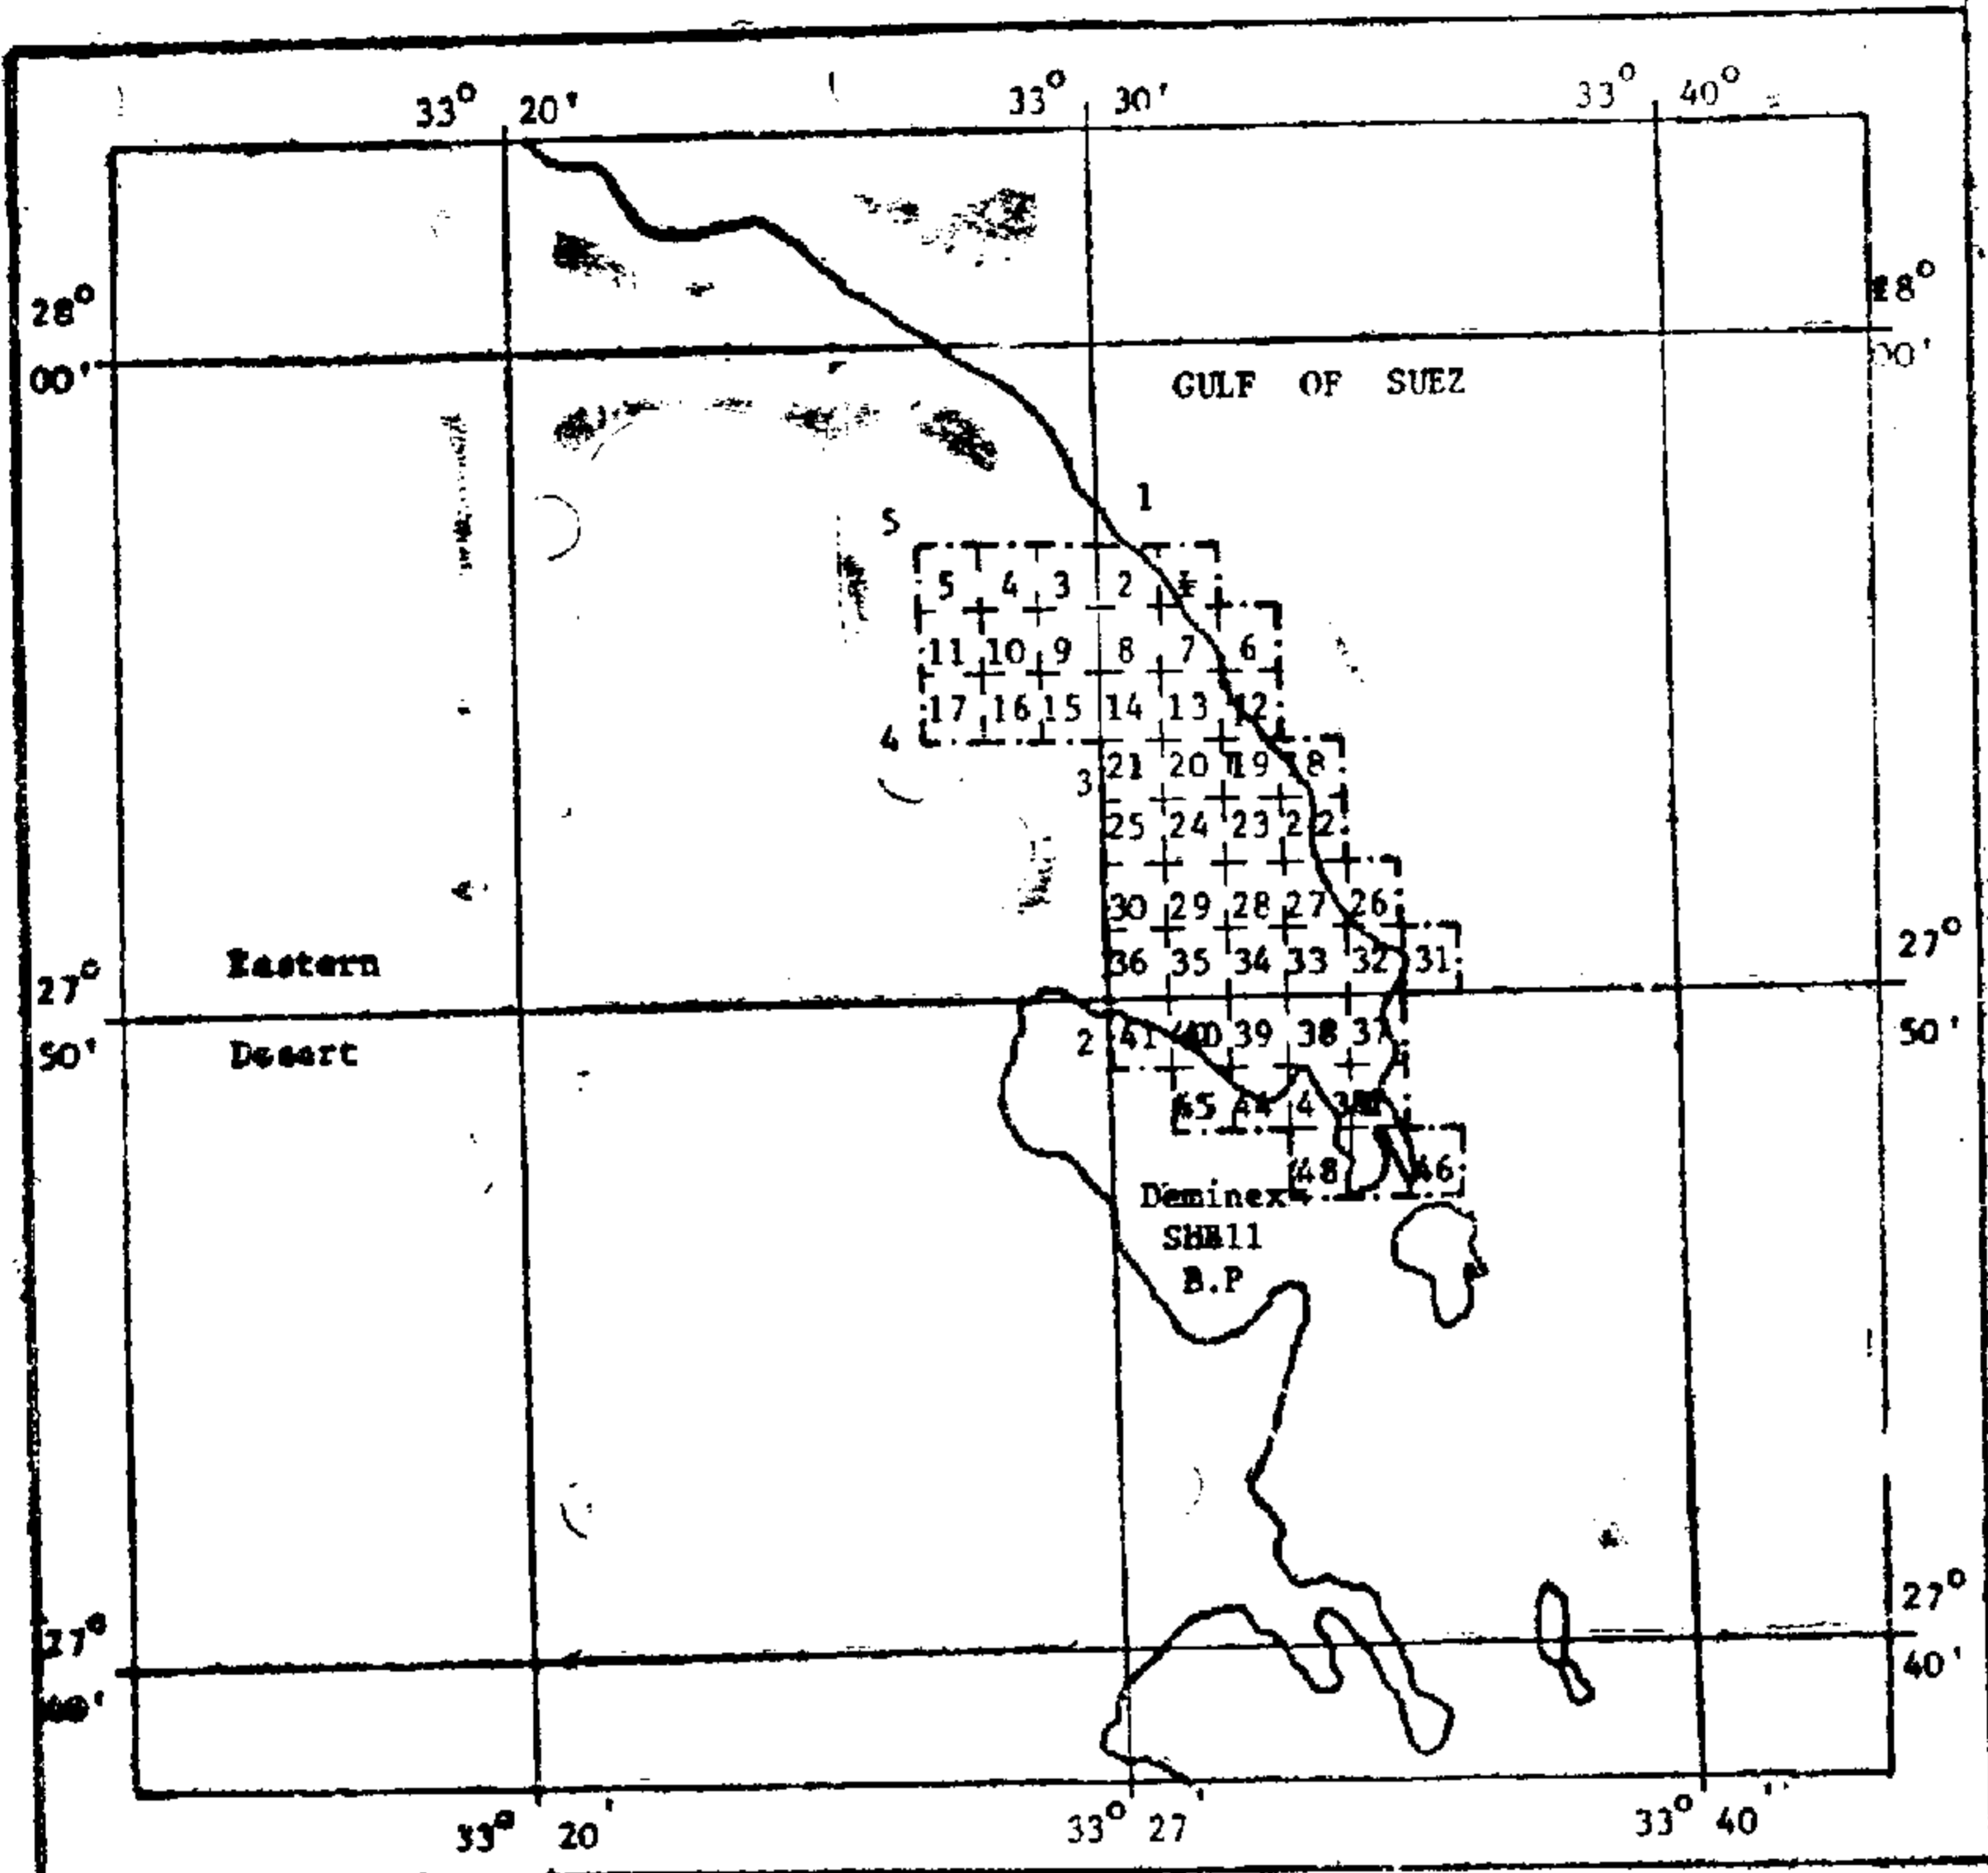 33° 20' 33° 30' 33° 40°
28° 28°
00' 00'
GULF OF SUEZ
1
5
5 4 3 2 1
11 10 9 8 7 6
17 16 15 14 13 12
4
3 21 20 19 18
25 24 23 22
30 29 28 27 26
36 35 34 33 32 31
27° Eastern 27°
50' Desert 50'
2 41 40 39 38 37
45 44
48 46
Deminex
Shell
B.P
27° 27°
40' 40'
33° 20' 33° 27' 33° 40'